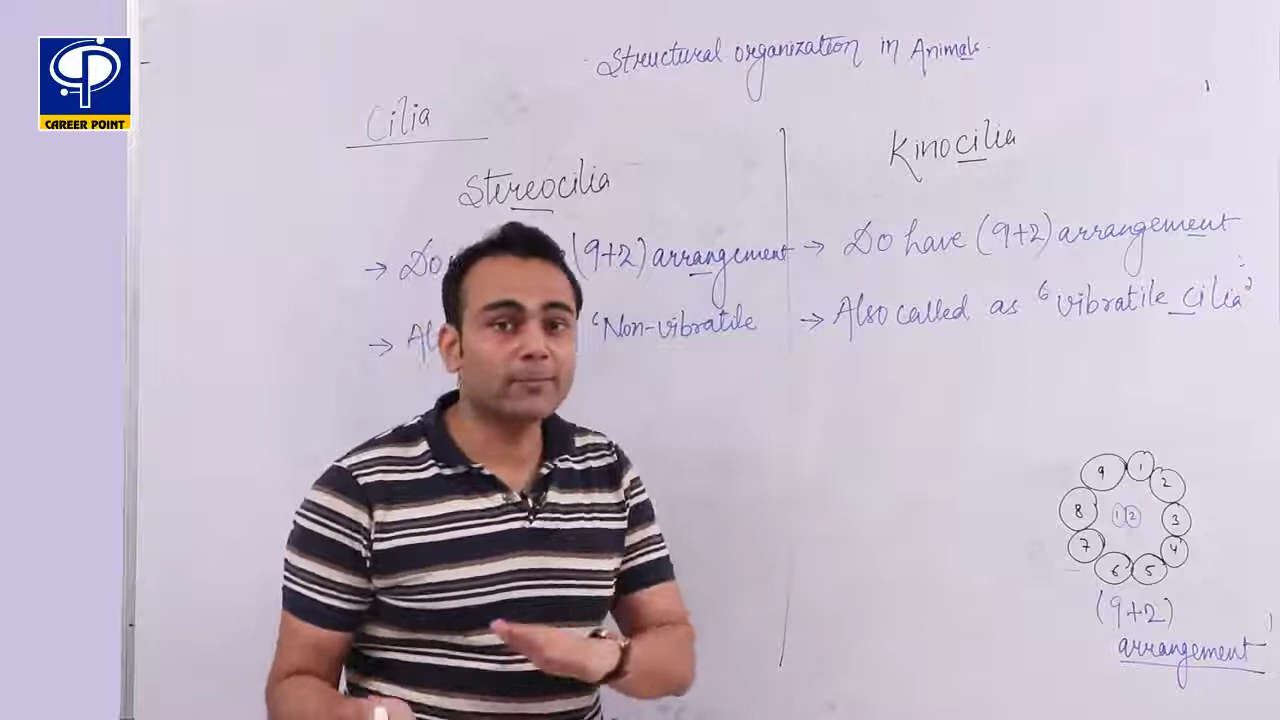 CAREER POINT
Structural organization in Animals
Cilia
Stereocilia
→ Do (9+2) arrangement
→ Al 'Non-vibratile
Kinocilia
→ Do have (9+2) arrangement
→ Also called as 'vibratile cilia'
9 1 2
8 1 2 3
7 6 5 4
(9+2)
arrangement